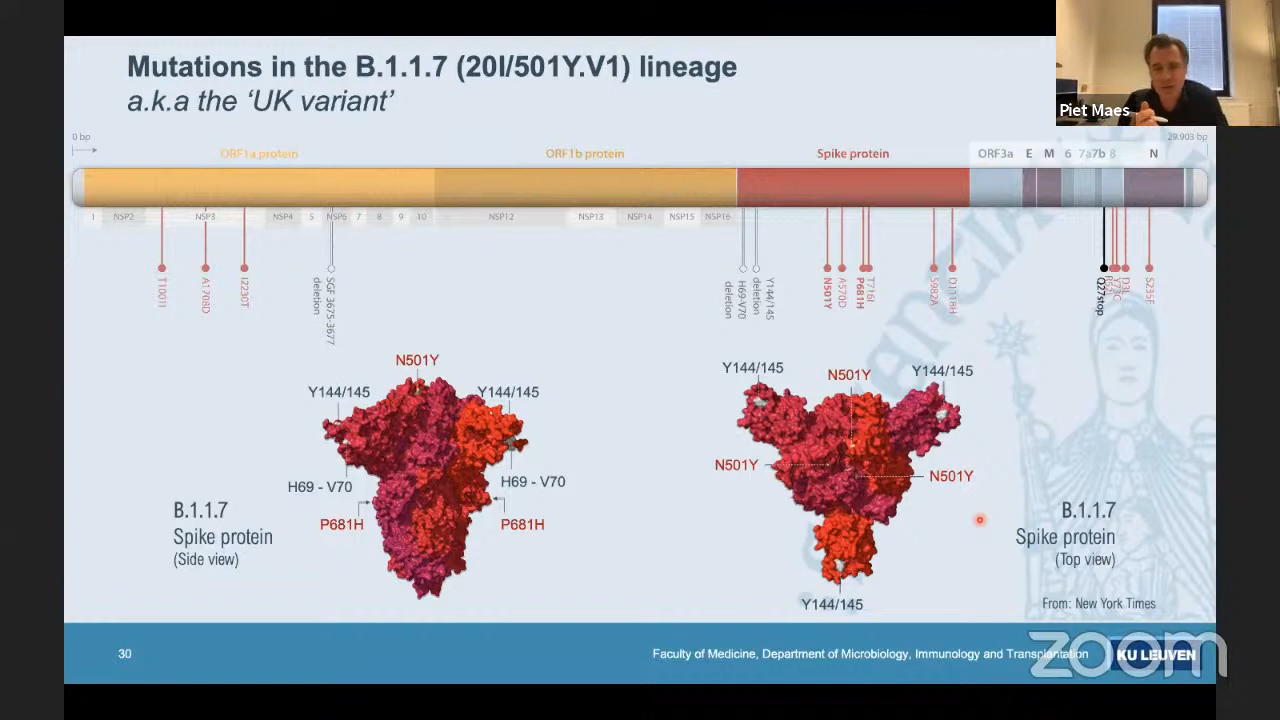 Mutations in the B.1.1.7 (20I/501Y.V1) lineage
a.k.a the ‘UK variant’
Piet Maes
0 bp
29.903 bp
ORF1a protein
ORF1b protein
Spike protein
ORF3a
E
M
6
7a7b
8
N
1
NSP2
NSP3
NSP4
5
NSP6
7
8
9
10
NSP12
NSP13
NSP14
NSP15
NSP16
T1001I
A1708D
I2230T
SGF 3675-3677
deletion
H69-V70
deletion
Y144/145
deletion
N501Y
A570D
P681H
T716I
S982A
D1118H
Q27stop
D3L
S235F
N501Y
Y144/145
Y144/145
H69 - V70
H69 - V70
P681H
P681H
B.1.1.7
Spike protein
(Side view)
Y144/145
N501Y
Y144/145
N501Y
N501Y
Y144/145
B.1.1.7
Spike protein
(Top view)
From: New York Times
30
Faculty of Medicine, Department of Microbiology, Immunology and Transplantation
KU LEUVEN
zoom